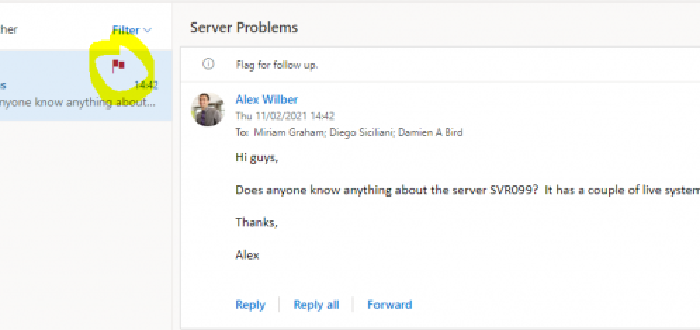 her
Filter
Server Problems
s
14:42
nyone know anything about...
Flag for follow up.
Alex Wilber
Thu 11/02/2021 14:42
To: Miriam Graham; Diego Siciliani; Damien A Bird
Hi guys,
Does anyone know anything about the server SVR099? It has a couple of live system
Thanks,
Alex
Reply
Reply all
Forward